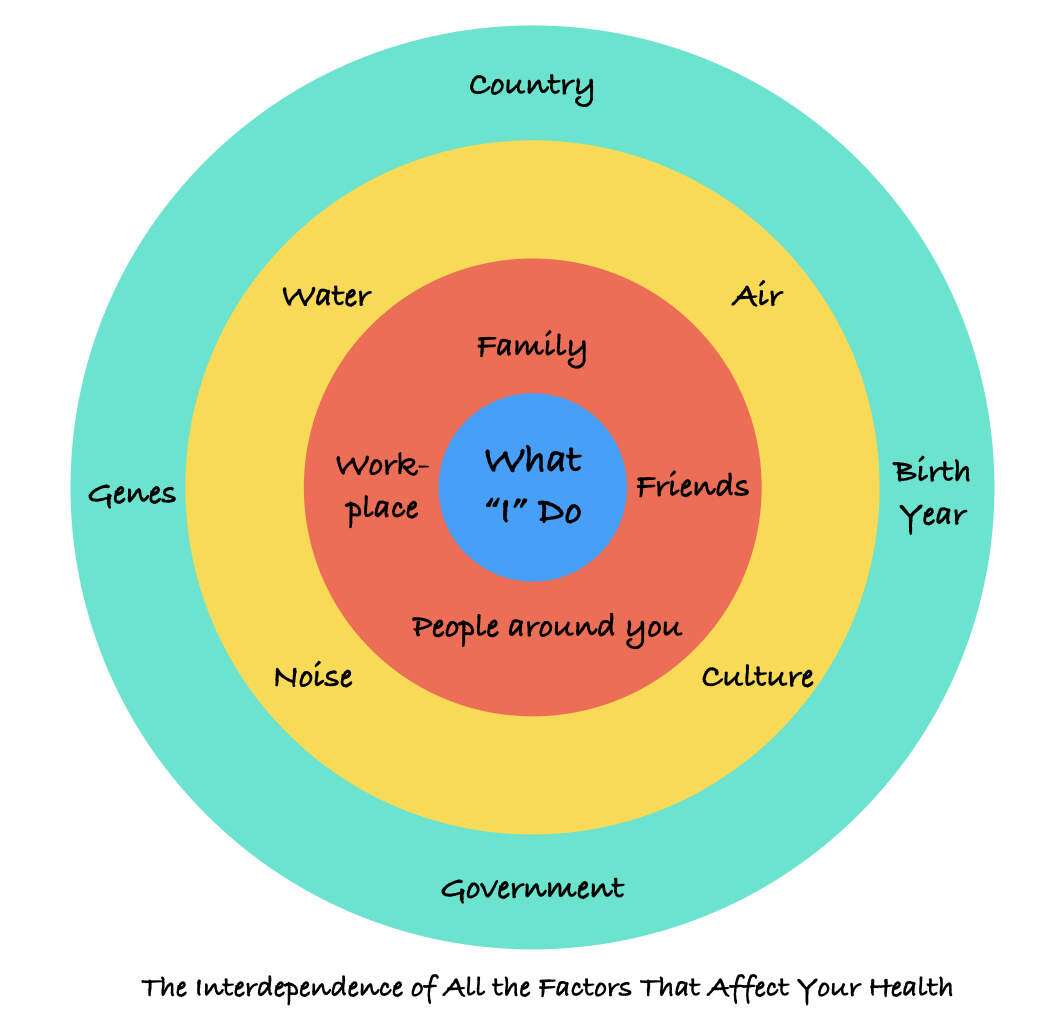 Country
Water
Air
Family
What
“I” Do
Work-
place
Friends
Genes
Birth
Year
People around you
Noise
Culture
Government
The Interdependence of All the Factors That Affect Your Health